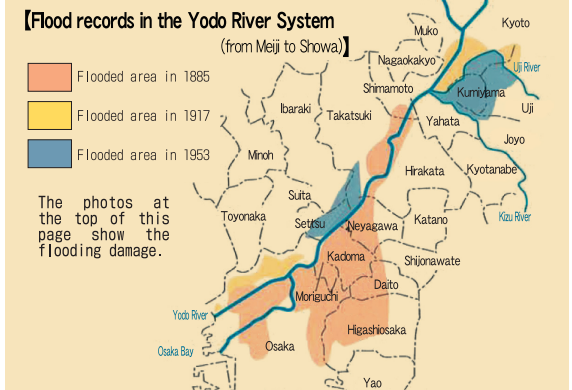 【Flood records in the Yodo River System
(from Meiji to Showa)】
Flooded area in 1885
Flooded area in 1917
Flooded area in 1953
The photos at
the top of this
page show the
flooding damage.
Kyoto
Muko
Nagaokakyo
Uji River
Shimamoto
Kumiyama
Ibaraki
Takatsuki
Uji
Yahata
Joyo
Minoh
Hirakata
Kyotanabe
Suita
Toyonaka
Kizu River
Settsu
Neyagawa
Katano
Kadoma
Shijonawate
Daito
Moriguchi
Yodo River
Higashiosaka
Osaka Bay
Osaka
Yao